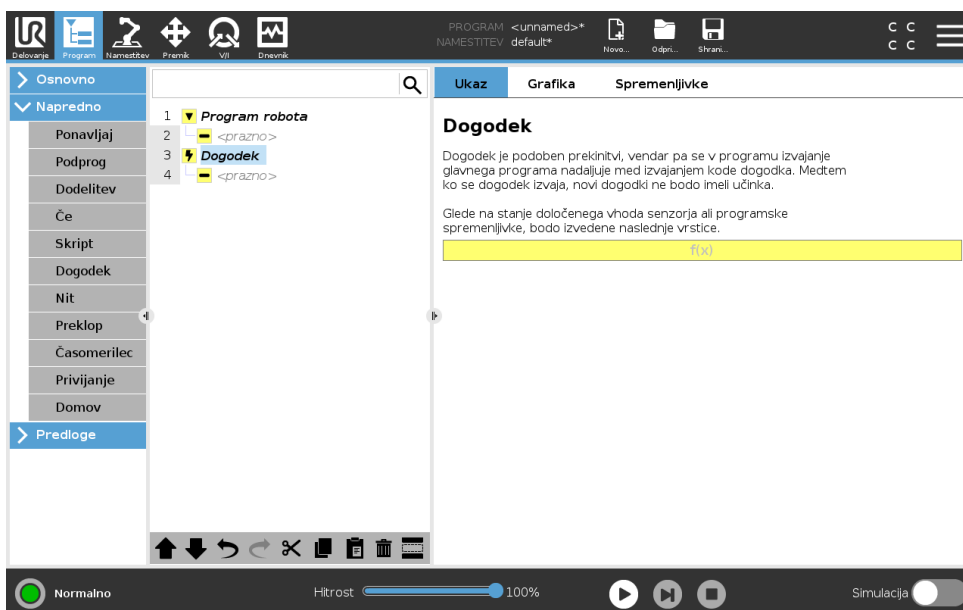 UR
PROGRAM <unnamed>*
NAMESTITEV default*
C C
C C
Delovanje Program Namestitev Premik V/I Dnevnik Novo... Odpri... Shrani...
Osnovno
Napredno
Ponavljaj
Podprog
Dodelitev
Če
Skript
Dogodek
Nit
Preklop
Časomerilec
Privijanje
Domov
Predloge
1 Program robota
2 <prazno>
3 Dogodek
4 <prazno>
Ukaz Grafika Spremenljivke
Dogodek
Dogodek je podoben prekinitvi, vendar pa se v programu izvajanje
glavnega programa nadaljuje med izvajanjem kode dogodka. Medtem
ko se dogodek izvaja, novi dogodki ne bodo imeli učinka.
Glede na stanje določenega vhoda senzorja ali programske
spremenljivke, bodo izvedene naslednje vrstice.
f(x)
Normalno
Hitrost 100%
Simulacija